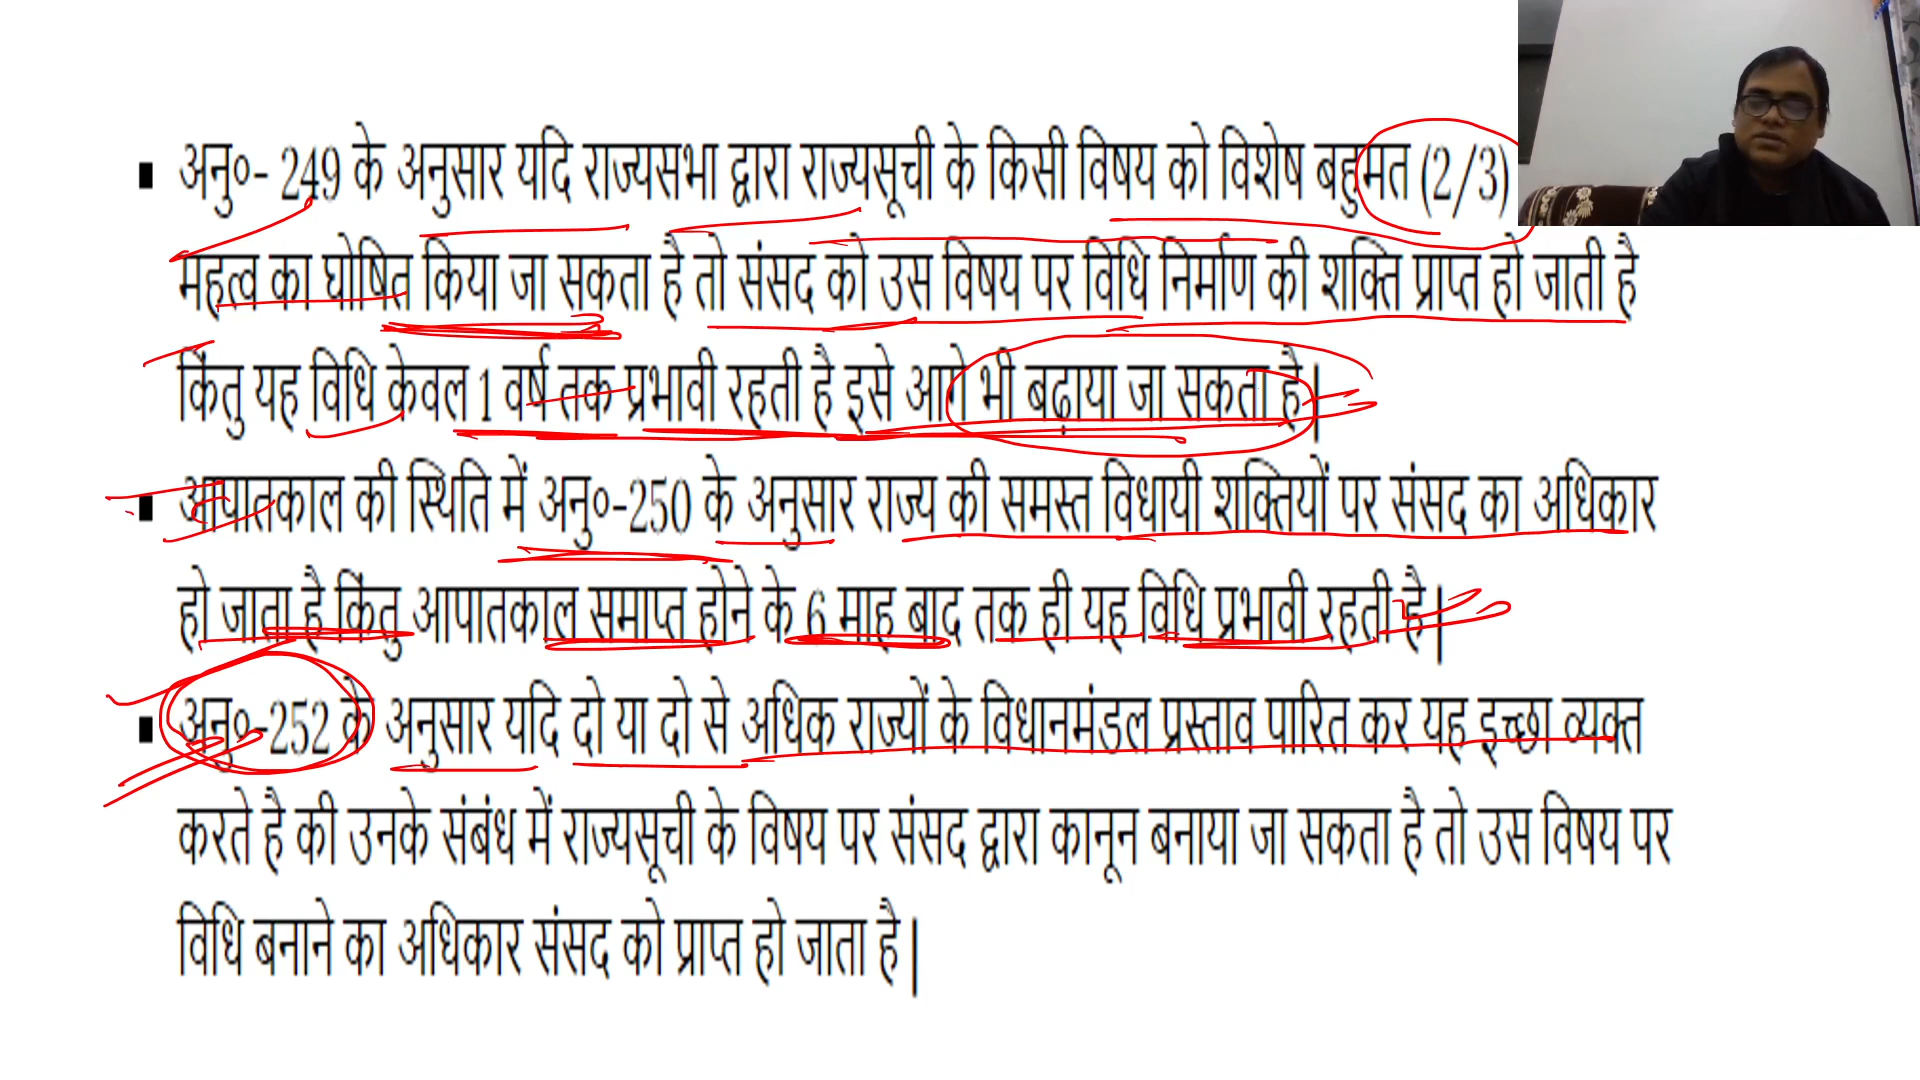 ▪ अनु०- 249 के अनुसार यदि राज्यसभा द्वारा राज्यसूची के किसी विषय को विशेष बहुमत (2/3)
महत्व का घोषित किया जा सकता है तो संसद को उस विषय पर विधि निर्माण की शक्ति प्राप्त हो जाती है
किंतु यह विधि केवल 1 वर्ष तक प्रभावी रहती है इसे आगे भी बढ़ाया जा सकता है|
▪ आपातकाल की स्थिति में अनु०-250 के अनुसार राज्य की समस्त विधायी शक्तियों पर संसद का अधिकार
हो जाता है किंतु आपातकाल समाप्त होने के 6 माह बाद तक ही यह विधि प्रभावी रहती है|
▪ अनु०-252 के अनुसार यदि दो या दो से अधिक राज्यों के विधानमंडल प्रस्ताव पारित कर यह इच्छा व्यक्त
करते है की उनके संबंध में राज्यसूची के विषय पर संसद द्वारा कानून बनाया जा सकता है तो उस विषय पर
विधि बनाने का अधिकार संसद को प्राप्त हो जाता है|